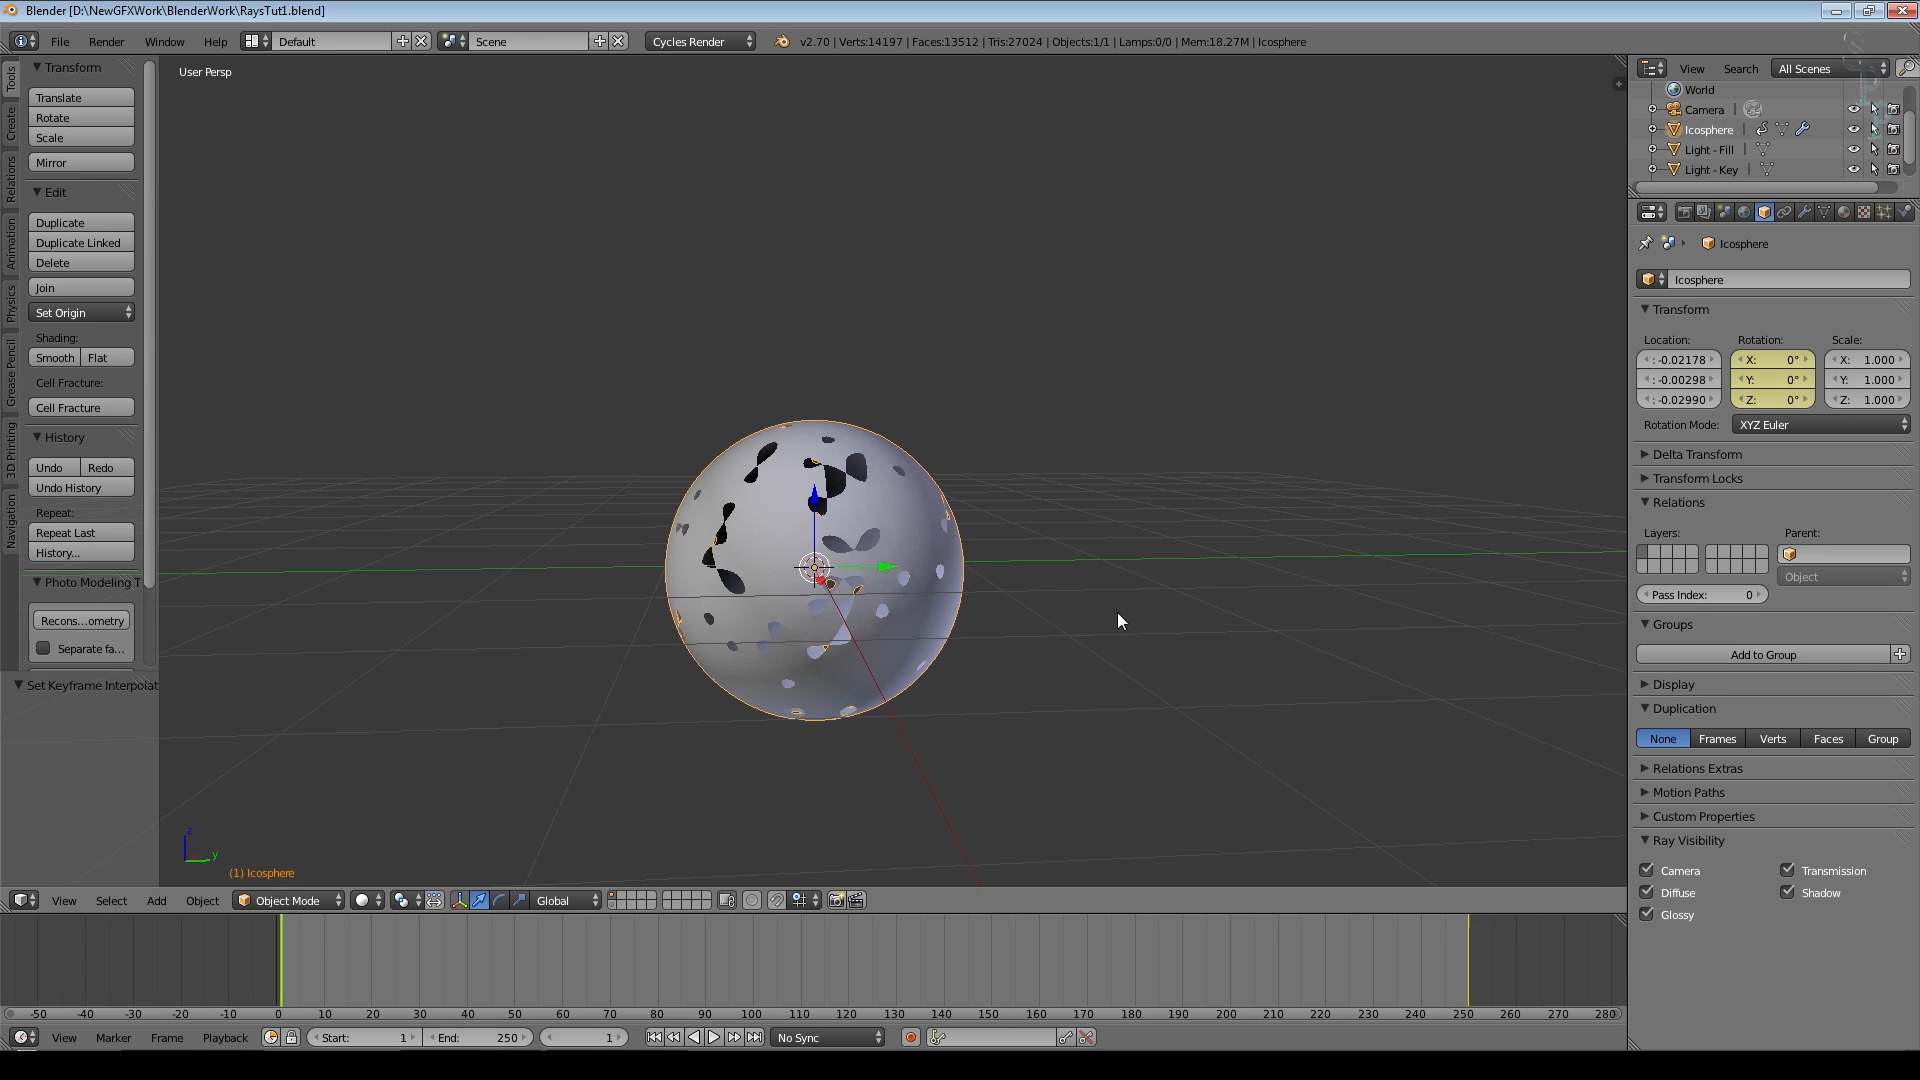 Blender [D:\NewGFXWork\BlenderWork\RaysTut1.blend]
File Render Window Help Default Scene Cycles Render v2.70 | Verts:14197 | Faces:13512 | Tris:27024 | Objects:1/1 | Lamps:0/0 | Mem:18.27M | Icosphere
Tools
Create
Relations
Animation
Physics
Grease Pencil
3D Printing
Navigation
Transform
Translate
Rotate
Scale
Mirror
Edit
Duplicate
Duplicate Linked
Delete
Join
Set Origin
Shading:
Smooth Flat
Cell Fracture:
Cell Fracture
History
Undo Redo
Undo History
Repeat:
Repeat Last
History...
Photo Modeling T
Recons...ometry
Separate fa...
Set Keyframe Interpolat
User Persp
z
y
(1) Icosphere
View Select Add Object Object Mode Global
-50 -40 -30 -20 -10 0 10 20 30 40 50 60 70 80 90 100 110 120 130 140 150 160 170 180 190 200 210 220 230 240 250 260 270 280
View Marker Frame Playback Start: 1 End: 250 1 No Sync
View Search All Scenes
World
Camera
Icosphere
Light - Fill
Light - Key
Icosphere
Icosphere
Transform
Location: Rotation: Scale:
: -0.02178 X: 0° X: 1.000
: -0.00298 Y: 0° Y: 1.000
: -0.02990 Z: 0° Z: 1.000
Rotation Mode: XYZ Euler
Delta Transform
Transform Locks
Relations
Layers: Parent:
Object
Pass Index: 0
Groups
Add to Group
Display
Duplication
None Frames Verts Faces Group
Relations Extras
Motion Paths
Custom Properties
Ray Visibility
Camera Transmission
Diffuse Shadow
Glossy